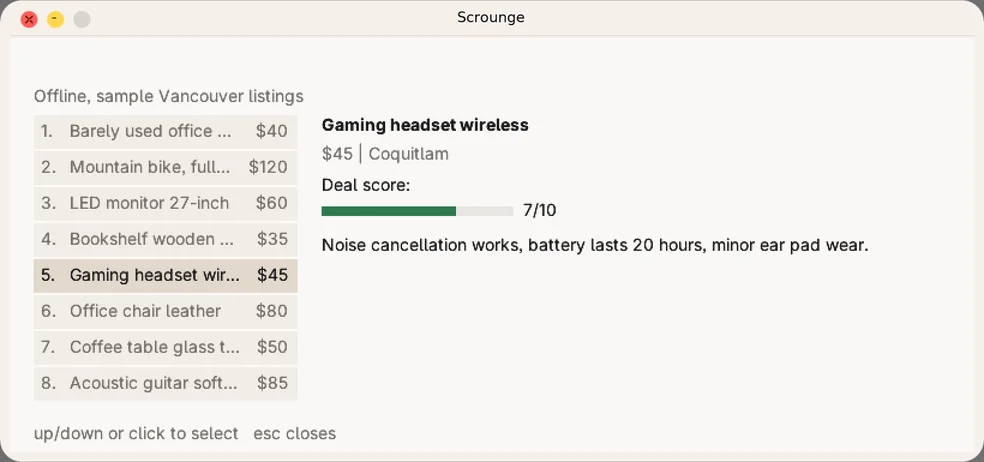 Scrounge
Offline, sample Vancouver listings
1. Barely used office ... $40
2. Mountain bike, full... $120
3. LED monitor 27-inch $60
4. Bookshelf wooden ... $35
5. Gaming headset wir... $45
6. Office chair leather $80
7. Coffee table glass t... $50
8. Acoustic guitar soft... $85
Gaming headset wireless
$45 | Coquitlam
Deal score:
7/10
Noise cancellation works, battery lasts 20 hours, minor ear pad wear.
up/down or click to select esc closes